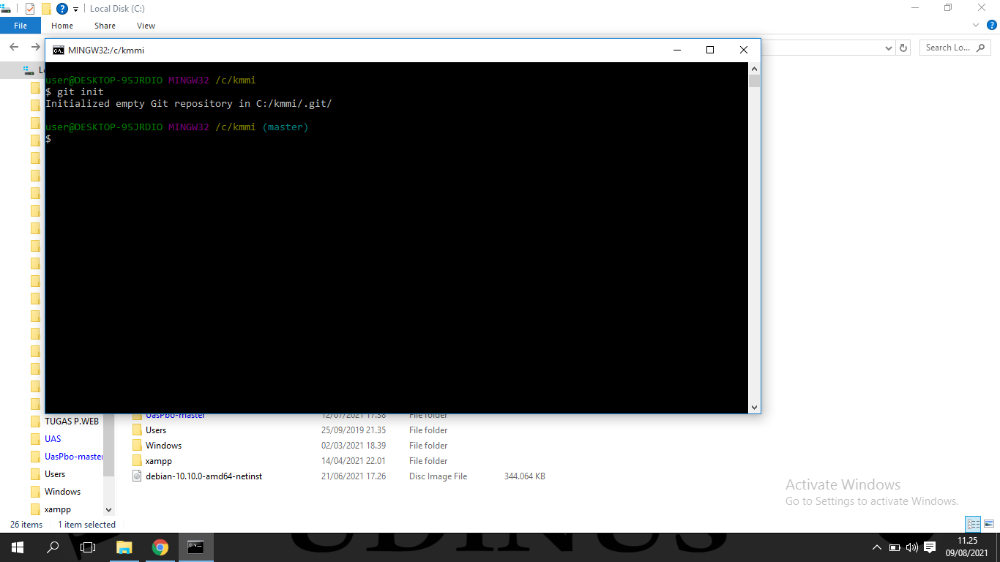 Local Disk (C:)
File Home Share View
Search Lo...
MINGW32:/c/kmmi
user@DESKTOP-95JRDIO MINGW32 /c/kmmi
$ git init
Initialized empty Git repository in C:/kmmi/.git/
user@DESKTOP-95JRDIO MINGW32 /c/kmmi (master)
$
TUGAS P.WEB
UAS
UasPbo-master
Users
Windows
xampp
UasPbo-master 12/07/2021 17.38 File folder
Users 25/09/2019 21.35 File folder
Windows 02/03/2021 18.39 File folder
xampp 14/04/2021 22.01 File folder
debian-10.10.0-amd64-netinst 21/06/2021 17.26 Disc Image File 344.064 KB
Activate Windows
Go to Settings to activate Windows.
26 items 1 item selected
UDINUS
11.25
09/08/2021